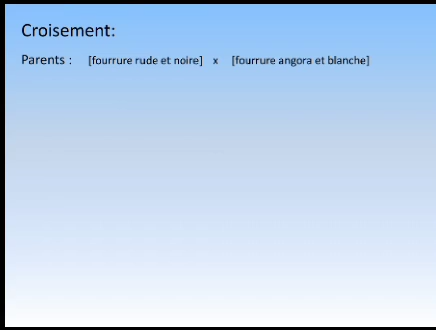 Croisement:
Parents : [fourrure rude et noire] x [fourrure angora et blanche]